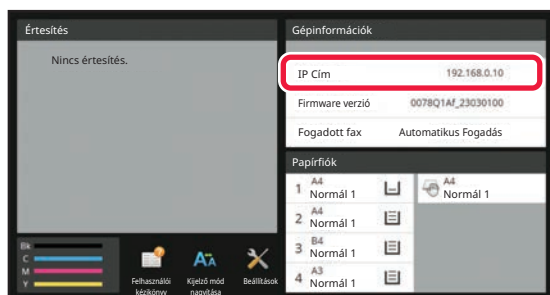 Értesítés
Nincs értesítés.
Gépinformációk
IP Cím 192.168.0.10
Firmware verzió 0078Q1Af_23030100
Fogadott fax Automatikus Fogadás
Papírfiók
1 A4
Normál 1
A4
Normál 1
2 A4
Normál 1
3 B4
Normál 1
4 A3
Normál 1
Bk
C
M
Y
Felhasználói
kézikönyv
Kijelző mód
nagyítása
Beállítások